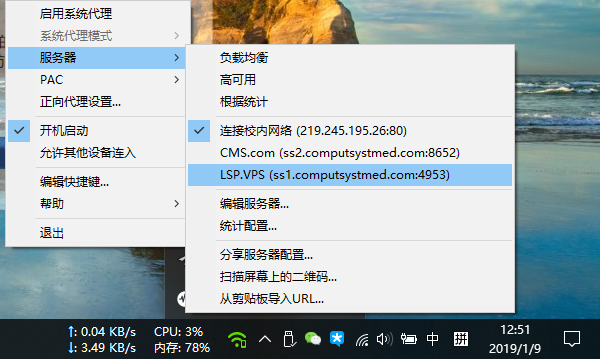 启用系统代理
系统代理模式
服务器
PAC
正向代理设置...
开机启动
允许其他设备连入
编辑快捷键...
帮助
退出
负载均衡
高可用
根据统计
连接校内网络 (219.245.195.26:80)
CMS.com (ss2.computsystmed.com:8652)
LSP.VPS (ss1.computsystmed.com:4953)
编辑服务器...
统计配置...
分享服务器配置...
扫描屏幕上的二维码...
从剪贴板导入URL...
↑: 0.04 KB/s
↓: 3.49 KB/s
CPU: 3%
内存: 78%
中
拼
12:51
2019/1/9